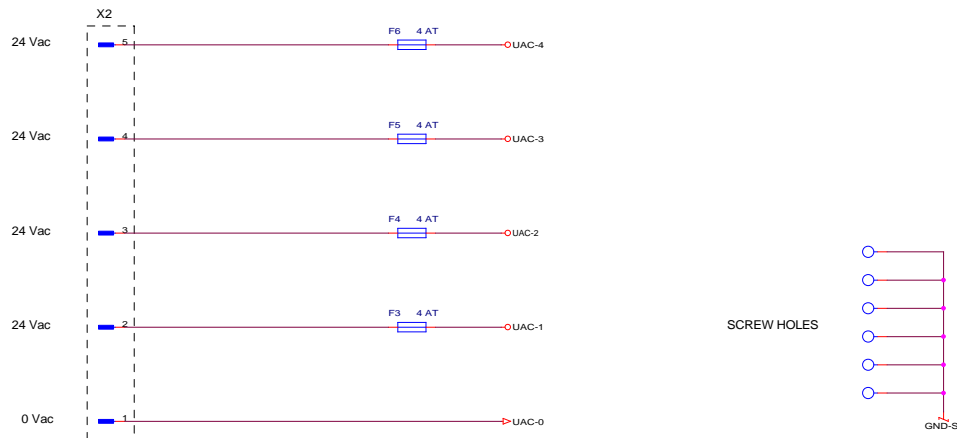 X2
24 Vac 5 F6 4 AT UAC-4
24 Vac 4 F5 4 AT UAC-3
24 Vac 3 F4 4 AT UAC-2
24 Vac 2 F3 4 AT UAC-1
SCREW HOLES
0 Vac 1 UAC-0
GND-S